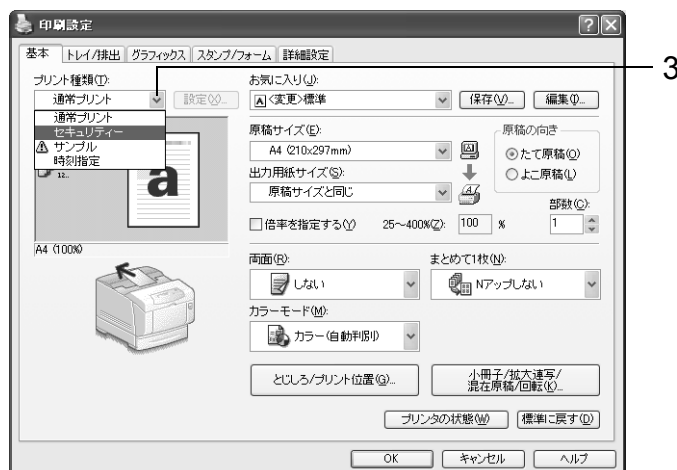 印刷設定
基本 トレイ/排出 グラフィックス スタンプ/フォーム 詳細設定
3
プリント種類(T):
通常プリント 設定(X)...
通常プリント
セキュリティー
サンプル
時刻指定
12..
a
A4 (100%)
お気に入り(J):
A <変更>標準 保存(V)... 編集(I)...
原稿サイズ(E):
A4 (210x297mm)
出力用紙サイズ(S):
原稿サイズと同じ
原稿の向き
たて原稿(O)
よこ原稿(L)
倍率を指定する(Y) 25~400%(Z): 100 %
部数(C):
1
両面(R):
しない
まとめて1枚(N):
Nアップしない
カラーモード(M):
カラー(自動判別)
とじしろ/プリント位置(G)...
小冊子/拡大連写/
混在原稿/回転(K)...
プリンタの状態(W) 標準に戻す(D)
OK キャンセル ヘルプ